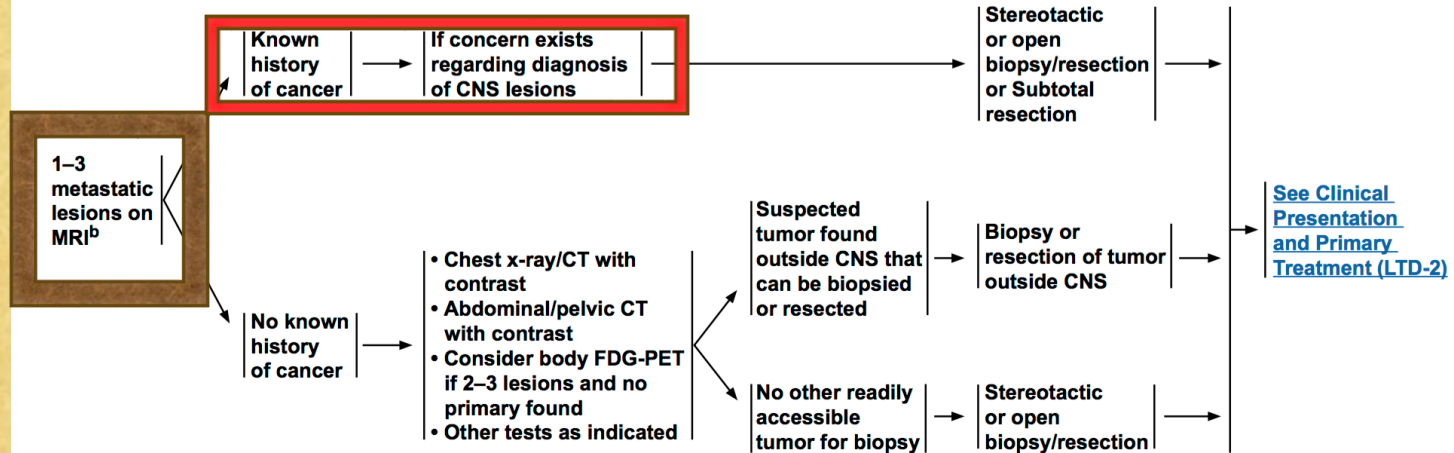 1–3
metastatic
lesions on
MRIb
Known
history
of cancer
If concern exists
regarding diagnosis
of CNS lesions
Stereotactic
or open
biopsy/resection
or Subtotal
resection
No known
history
of cancer
• Chest x-ray/CT with
contrast
• Abdominal/pelvic CT
with contrast
• Consider body FDG-PET
if 2–3 lesions and no
primary found
• Other tests as indicated
Suspected
tumor found
outside CNS that
can be biopsied
or resected
Biopsy or
resection of tumor
outside CNS
No other readily
accessible
tumor for biopsy
Stereotactic
or open
biopsy/resection
See Clinical
Presentation
and Primary
Treatment (LTD-2)